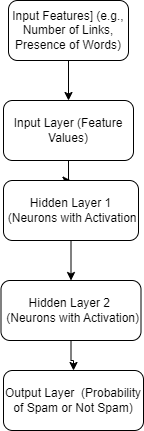 Input Features] (e.g.,
Number of Links,
Presence of Words)
Input Layer (Feature
Values)
Hidden Layer 1
(Neurons with Activation
Hidden Layer 2
(Neurons with Activation)
Output Layer (Probability
of Spam or Not Spam)